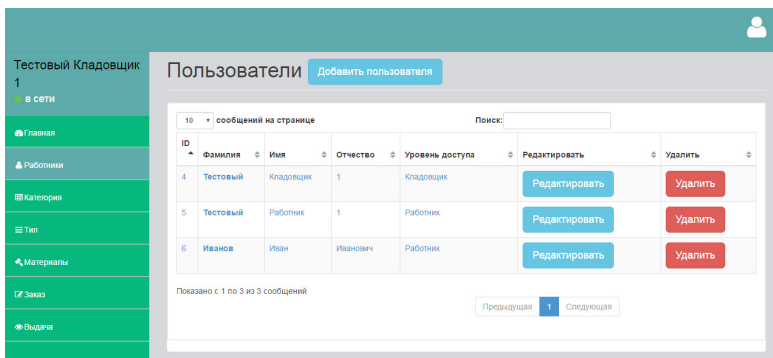 Тестовый Кладовщик
1
в сети
Главная
Работники
Категория
Тип
Материалы
Заказ
Выдача
Пользователи Добавить пользователя
10 сообщений на странице Поиск:
ID Фамилия Имя Отчество Уровень доступа Редактировать Удалить
4 Тестовый Кладовщик 1 Кладовщик Редактировать Удалить
5 Тестовый Работник 1 Работник Редактировать Удалить
6 Иванов Иван Иванович Работник Редактировать Удалить
Показано с 1 по 3 из 3 сообщений
Предыдущая 1 Следующая